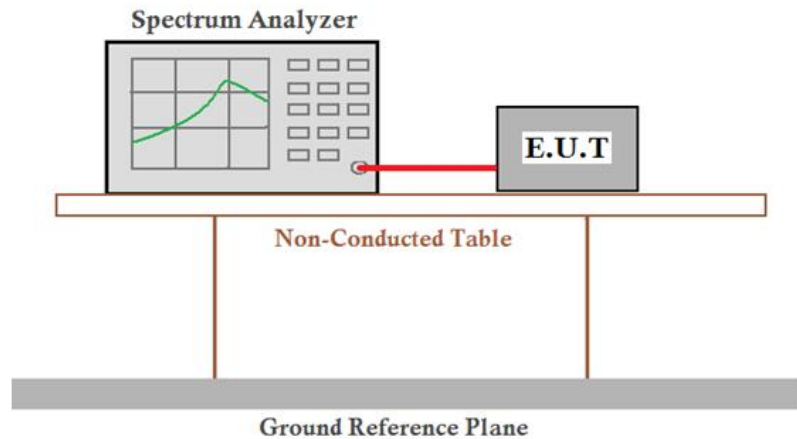 Spectrum Analyzer
E.U.T
Non-Conducted Table
Ground Reference Plane